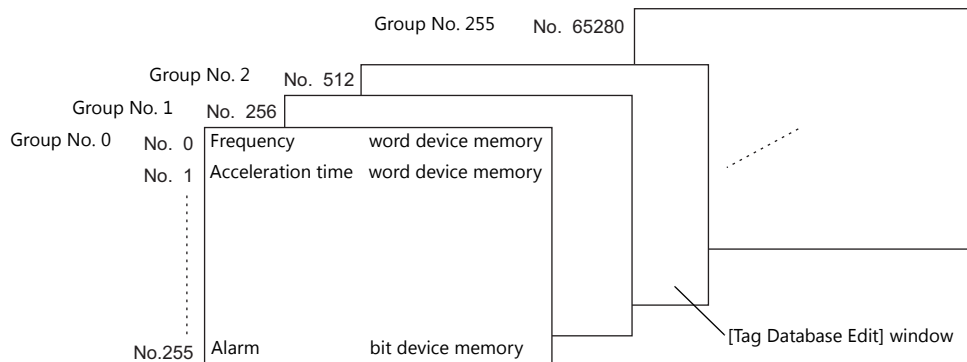 Group No. 255 No. 65280
Group No. 2 No. 512
Group No. 1 No. 256
Group No. 0 No. 0 Frequency word device memory
No. 1 Acceleration time word device memory
No.255 Alarm bit device memory
[Tag Database Edit] window